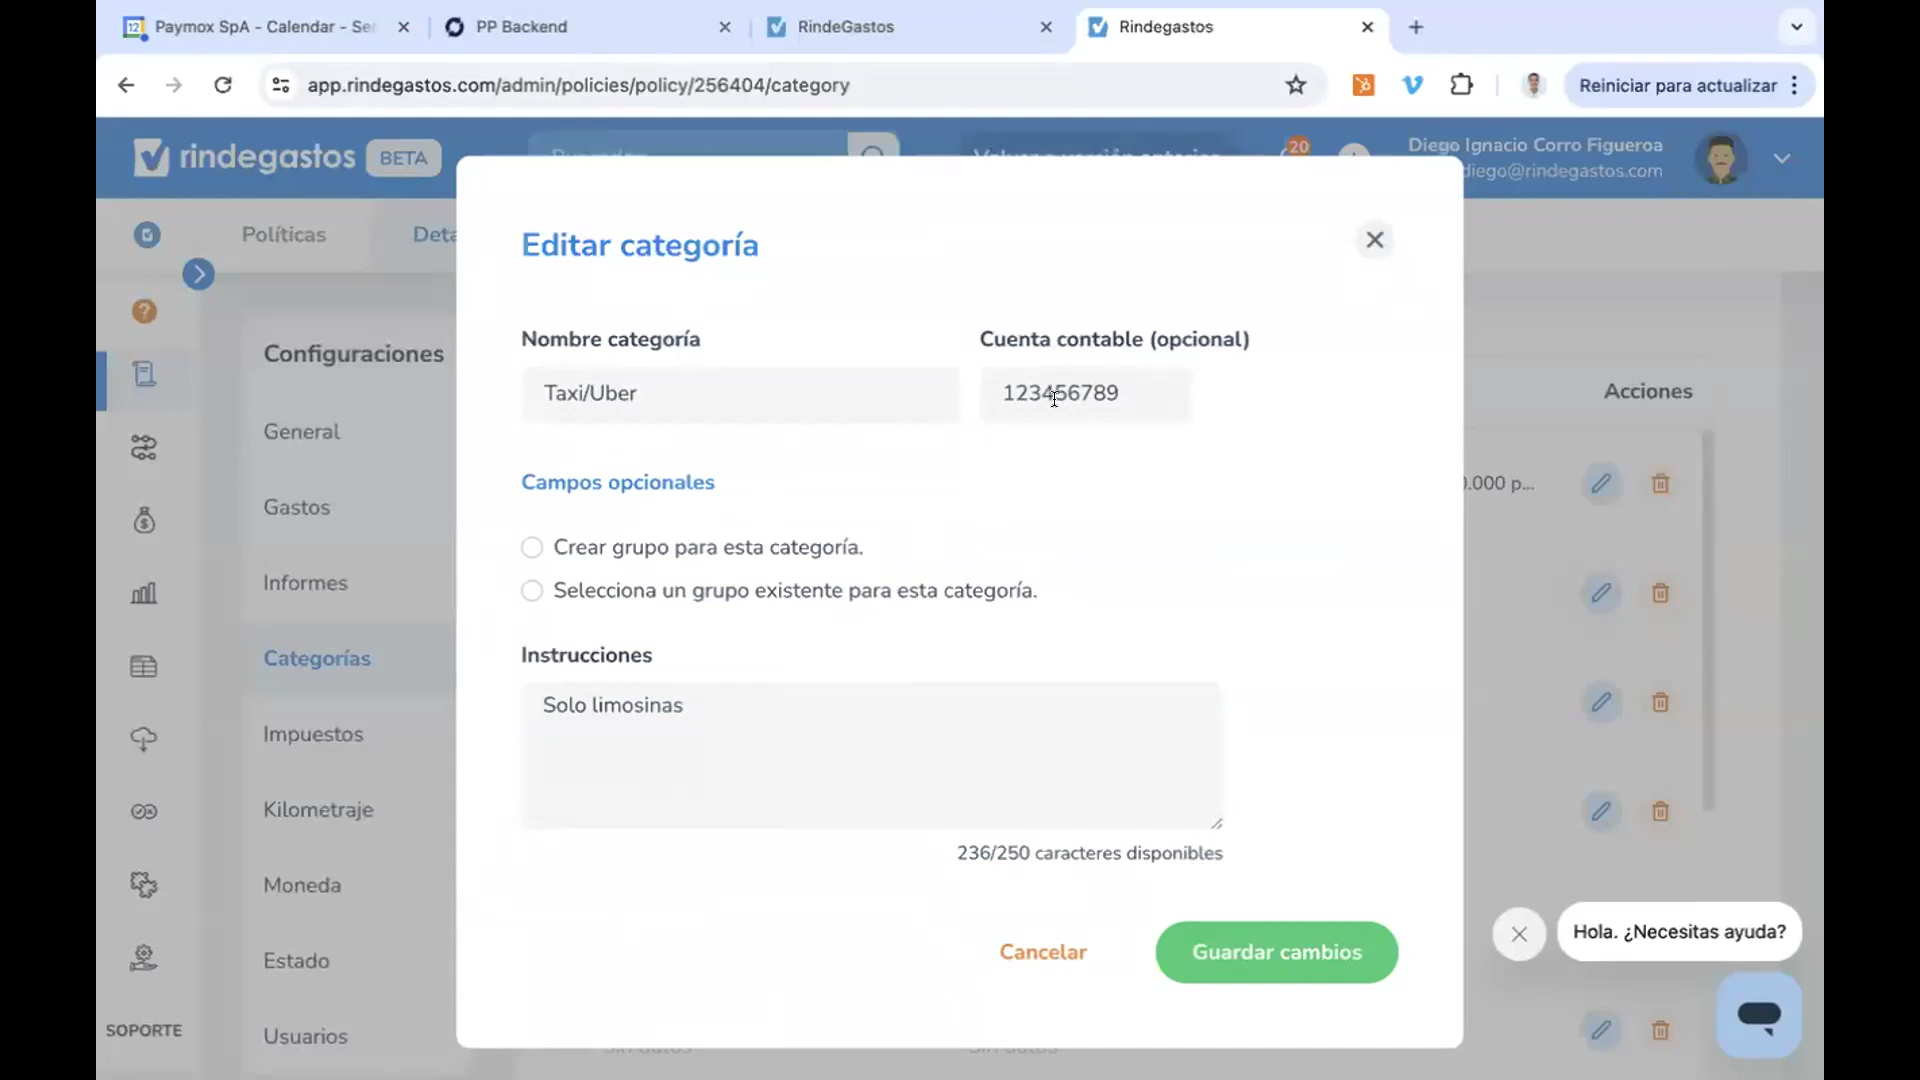 Paymox SpA - Calendar - Se
PP Backend
RindeGastos
Rindegastos
app.rindegastos.com/admin/policies/policy/256404/category
Reiniciar para actualizar
rindegastos
BETA
20
Diego Ignacio Corro Figueroa
diego@rindegastos.com
Políticas
Deta
Editar categoría
Configuraciones
Nombre categoría
Cuenta contable (opcional)
Taxi/Uber
123456789
Acciones
General
Campos opcionales
0.000 p...
Gastos
Crear grupo para esta categoría.
Informes
Selecciona un grupo existente para esta categoría.
Instrucciones
Categorías
Solo limosinas
Impuestos
Kilometraje
236/250 caracteres disponibles
Moneda
Cancelar
Guardar cambios
Hola. ¿Necesitas ayuda?
Estado
SOPORTE
Usuarios